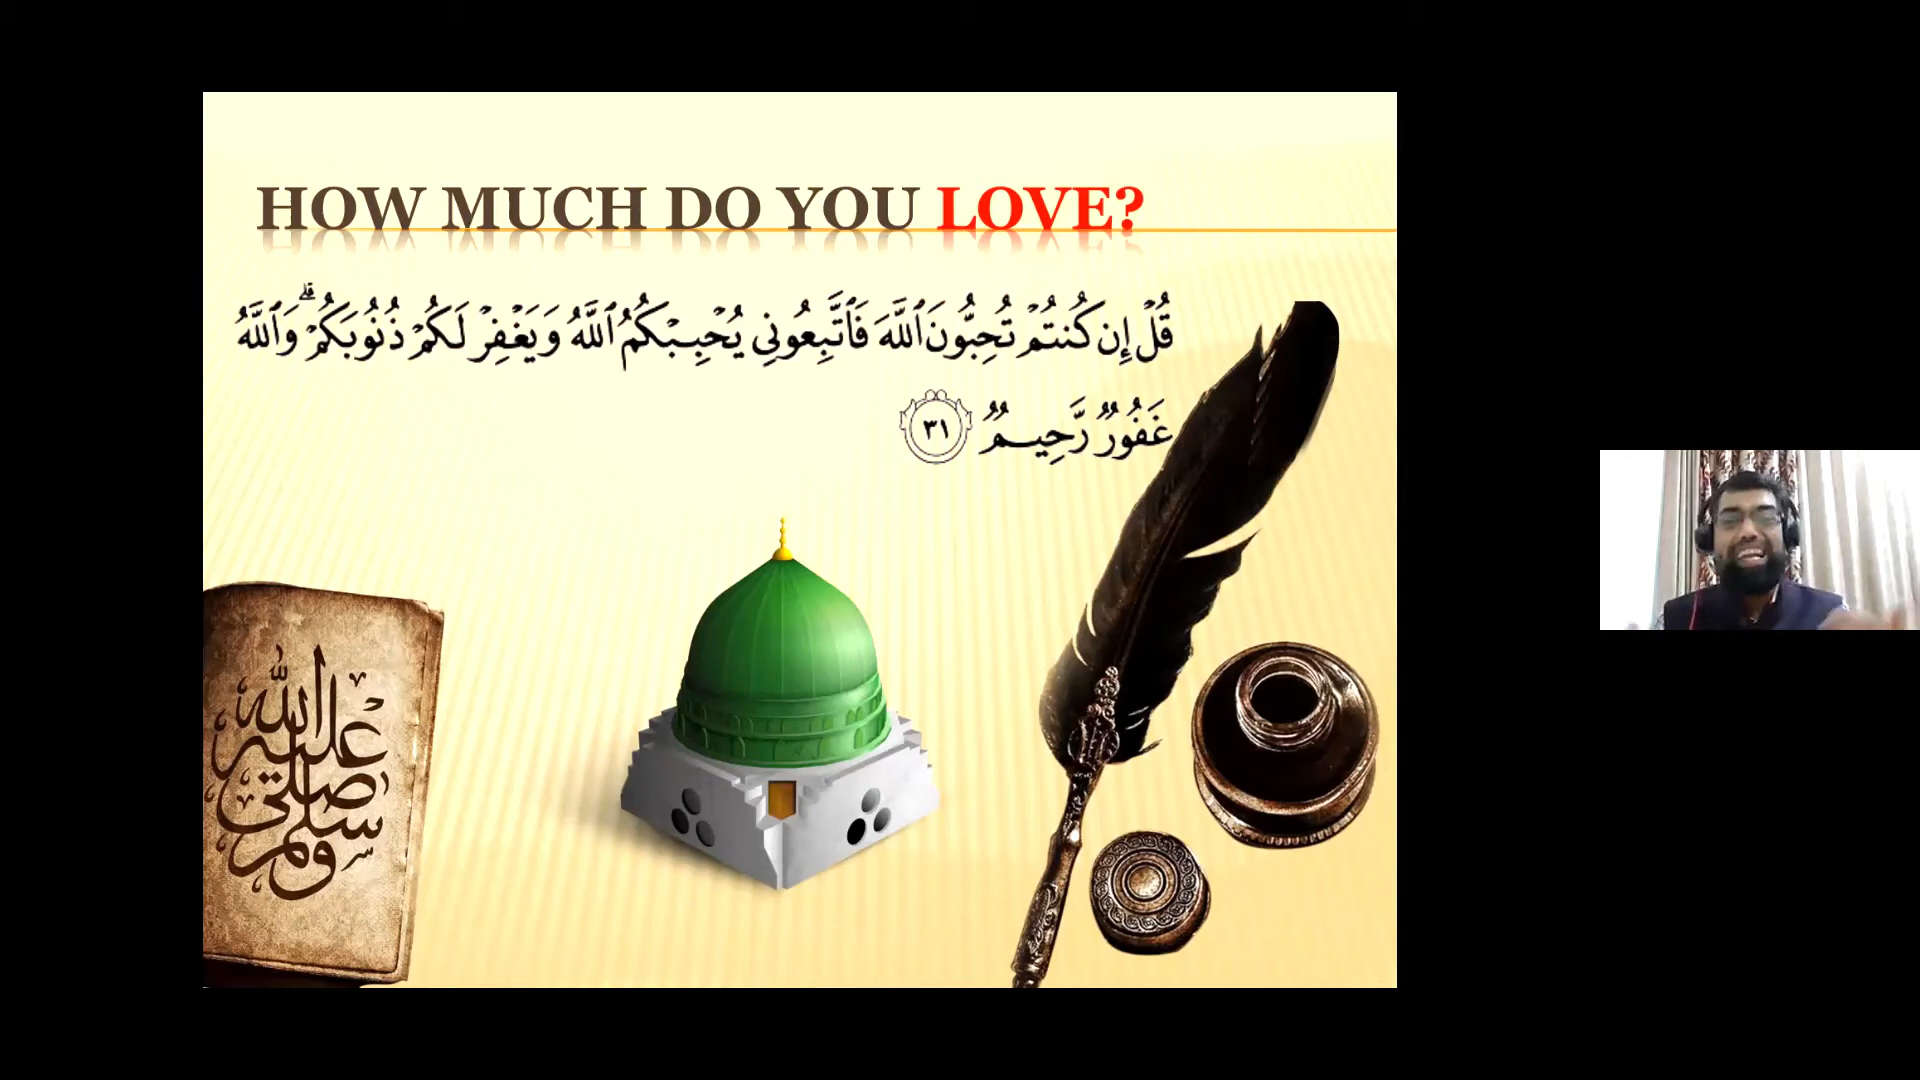 HOW MUCH DO YOU LOVE?
قُلْ إِن كُنتُمْ تُحِبُّونَ ٱللَّهَ فَٱتَّبِعُونِى يُحْبِبْكُمُ ٱللَّهُ وَيَغْفِرْ لَكُمْ ذُنُوبَكُمْ ۗ وَٱللَّهُ
غَفُورٌ رَّحِيمٌ ٣١
صلى الله عليه وسلم